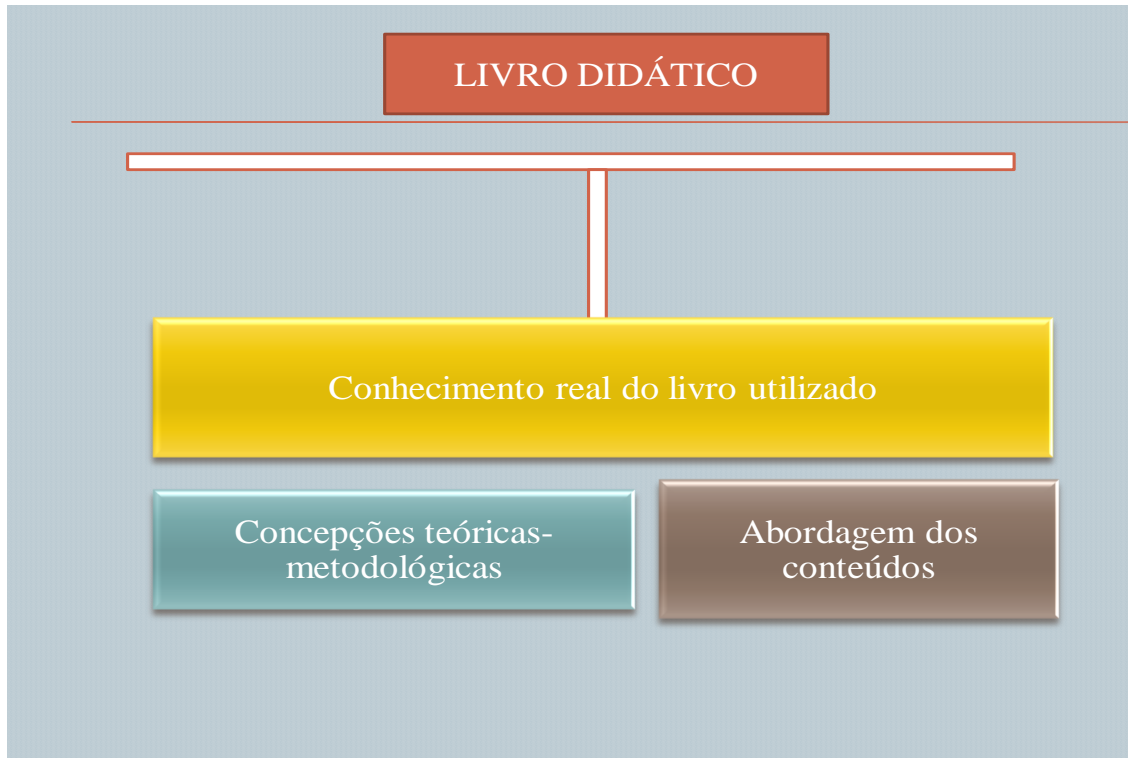 LIVRO DIDÁTICO
Conhecimento real do livro utilizado
Concepções teóricas-
metodológicas
Abordagem dos
conteúdos